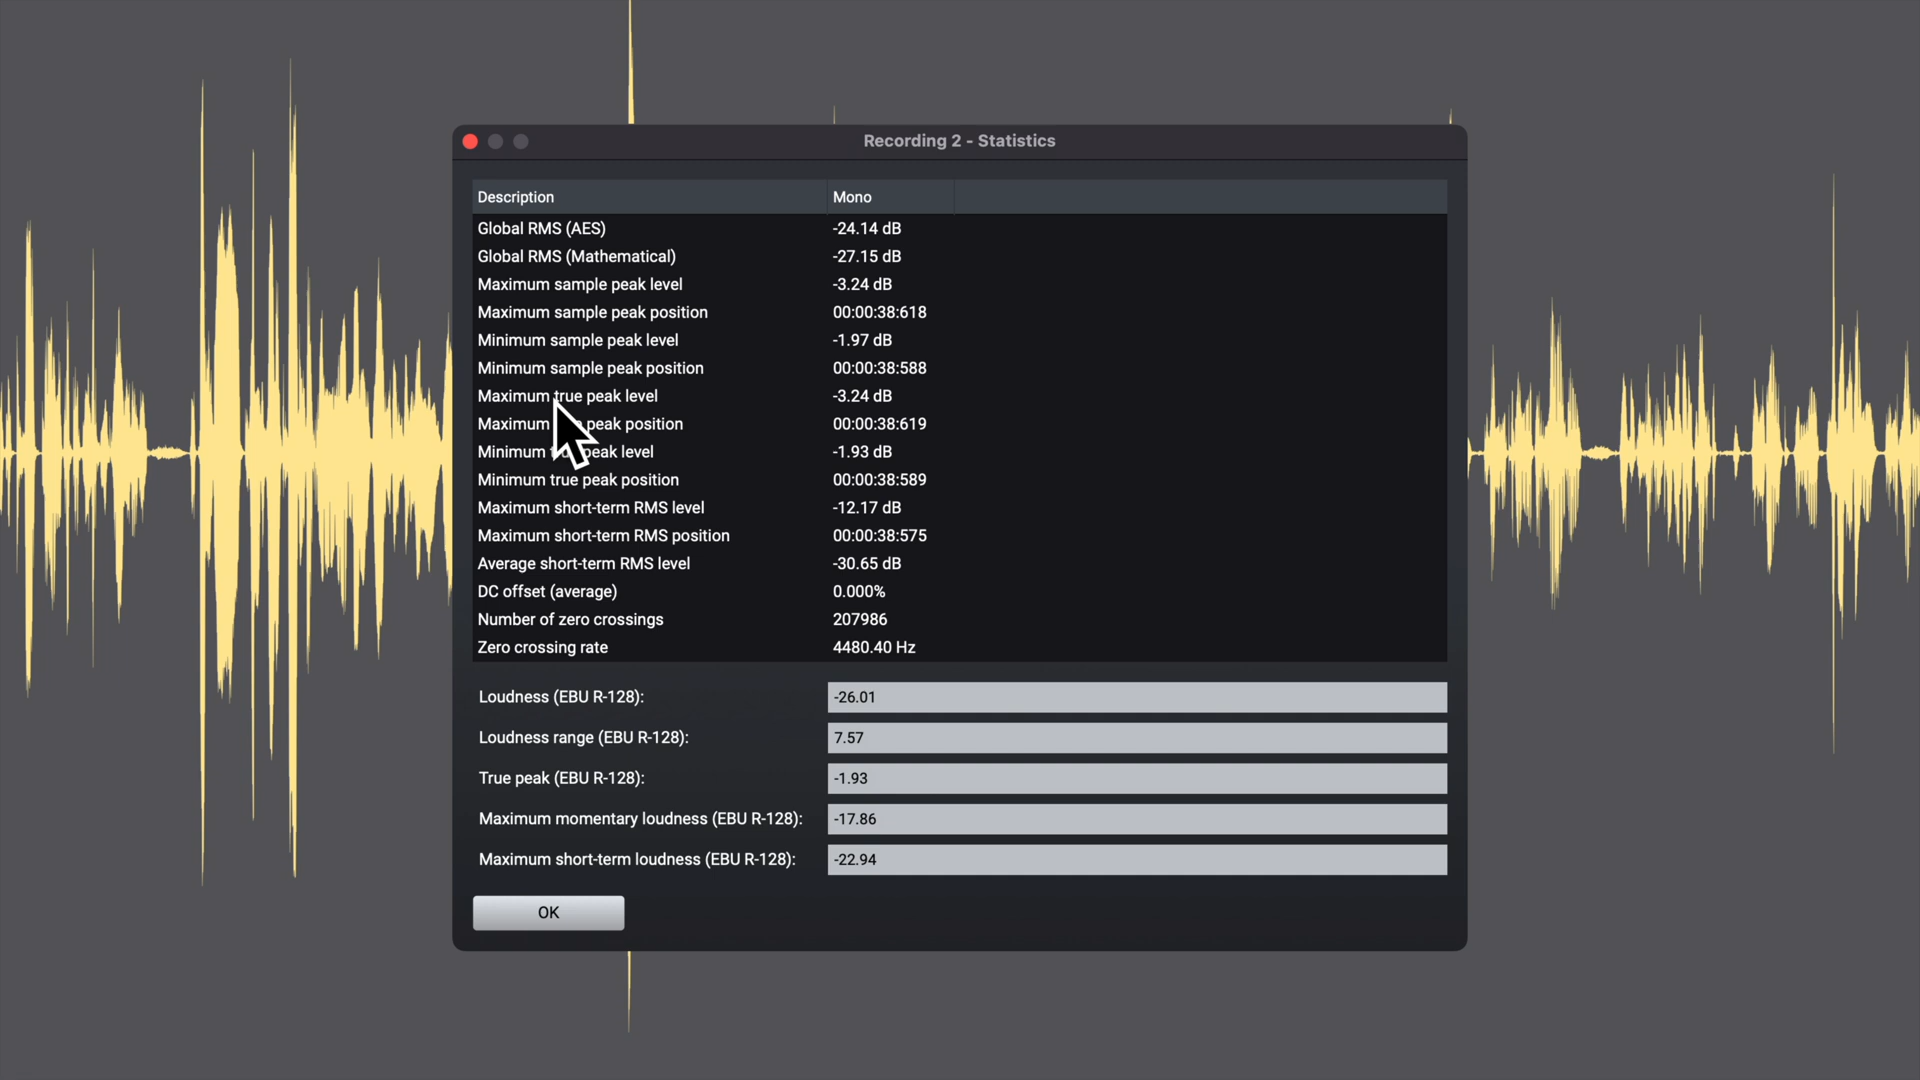 Recording 2 - Statistics
Description Mono
Global RMS (AES) -24.14 dB
Global RMS (Mathematical) -27.15 dB
Maximum sample peak level -3.24 dB
Maximum sample peak position 00:00:38:618
Minimum sample peak level -1.97 dB
Minimum sample peak position 00:00:38:588
Maximum true peak level -3.24 dB
Maximum peak position 00:00:38:619
Minimum peak level -1.93 dB
Minimum true peak position 00:00:38:589
Maximum short-term RMS level -12.17 dB
Maximum short-term RMS position 00:00:38:575
Average short-term RMS level -30.65 dB
DC offset (average) 0.000%
Number of zero crossings 207986
Zero crossing rate 4480.40 Hz
Loudness (EBU R-128): -26.01
Loudness range (EBU R-128): 7.57
True peak (EBU R-128): -1.93
Maximum momentary loudness (EBU R-128): -17.86
Maximum short-term loudness (EBU R-128): -22.94
OK